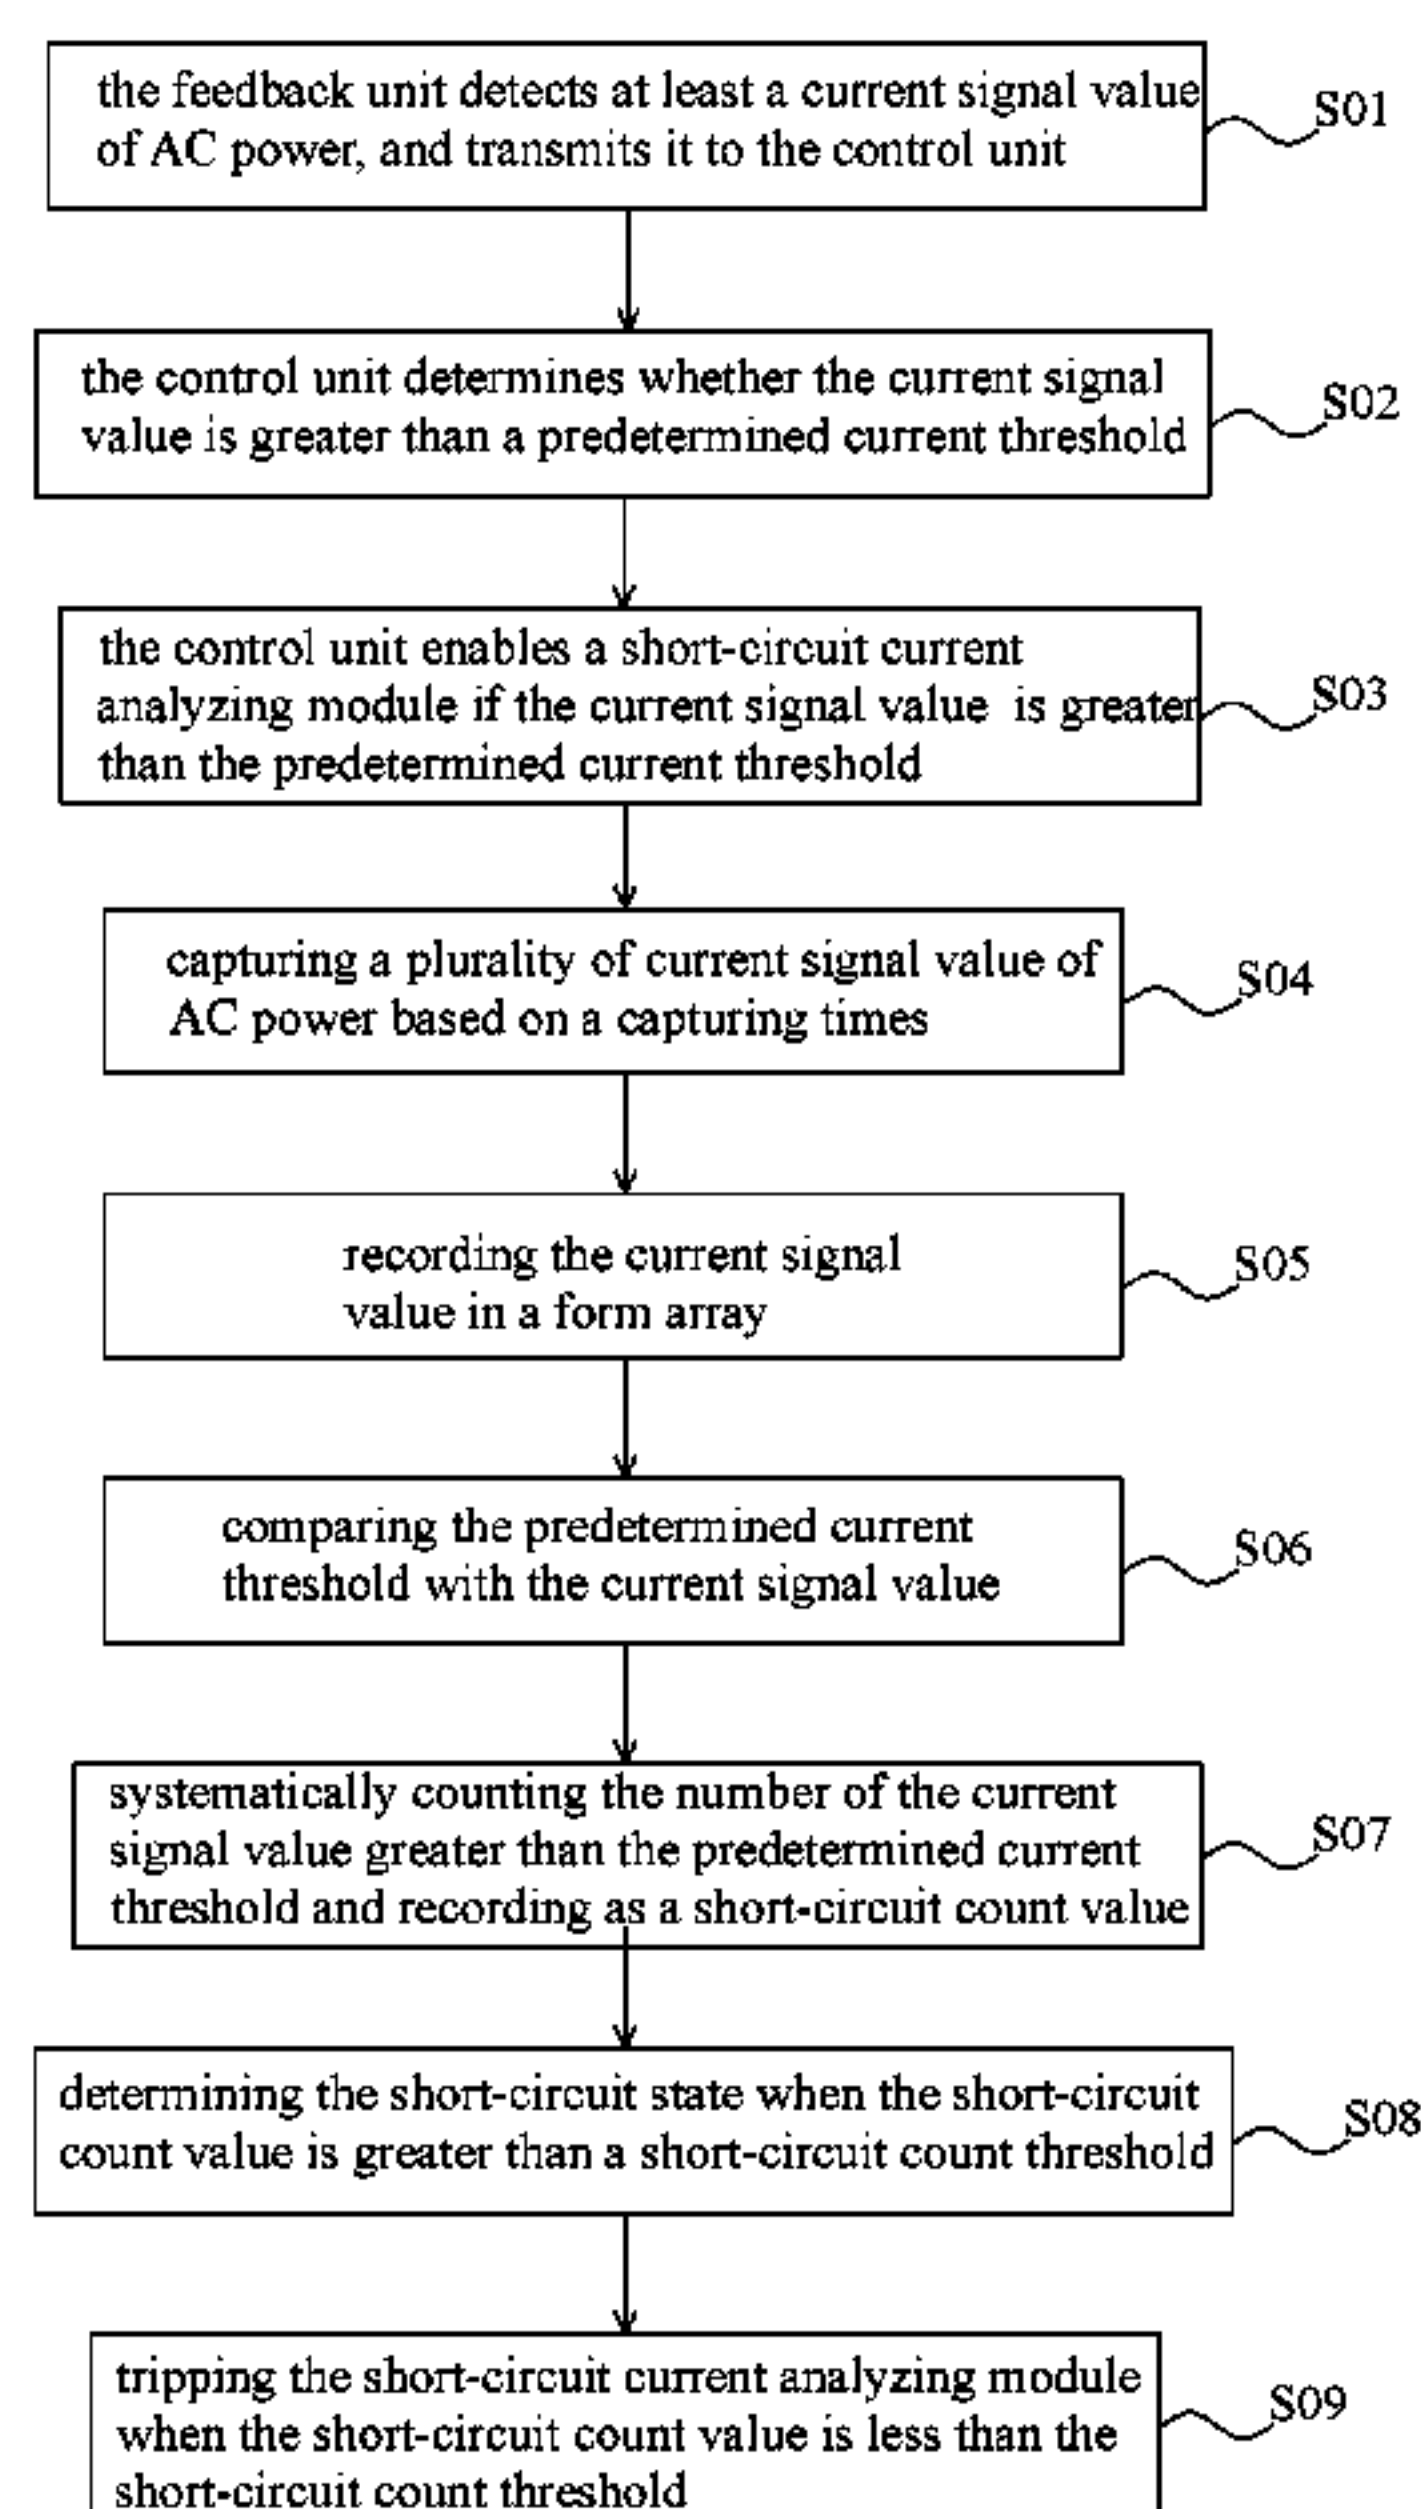 the feedback unit detects at least a current signal value
of AC power, and transmits it to the control unit
S01
the control unit determines whether the current signal
value is greater than a predetermined current threshold
S02
the control unit enables a short-circuit current
analyzing module if the current signal value is greater
than the predetermined current threshold
S03
capturing a plurality of current signal value of
AC power based on a capturing times
S04
recording the current signal
value in a form array
S05
comparing the predetermined current
threshold with the current signal value
S06
systematically counting the number of the current
signal value greater than the predetermined current
threshold and recording as a short-circuit count value
S07
determining the short-circuit state when the short-circuit
count value is greater than a short-circuit count threshold
S08
tripping the short-circuit current analyzing module
when the short-circuit count value is less than the
short-circuit count threshold
S09